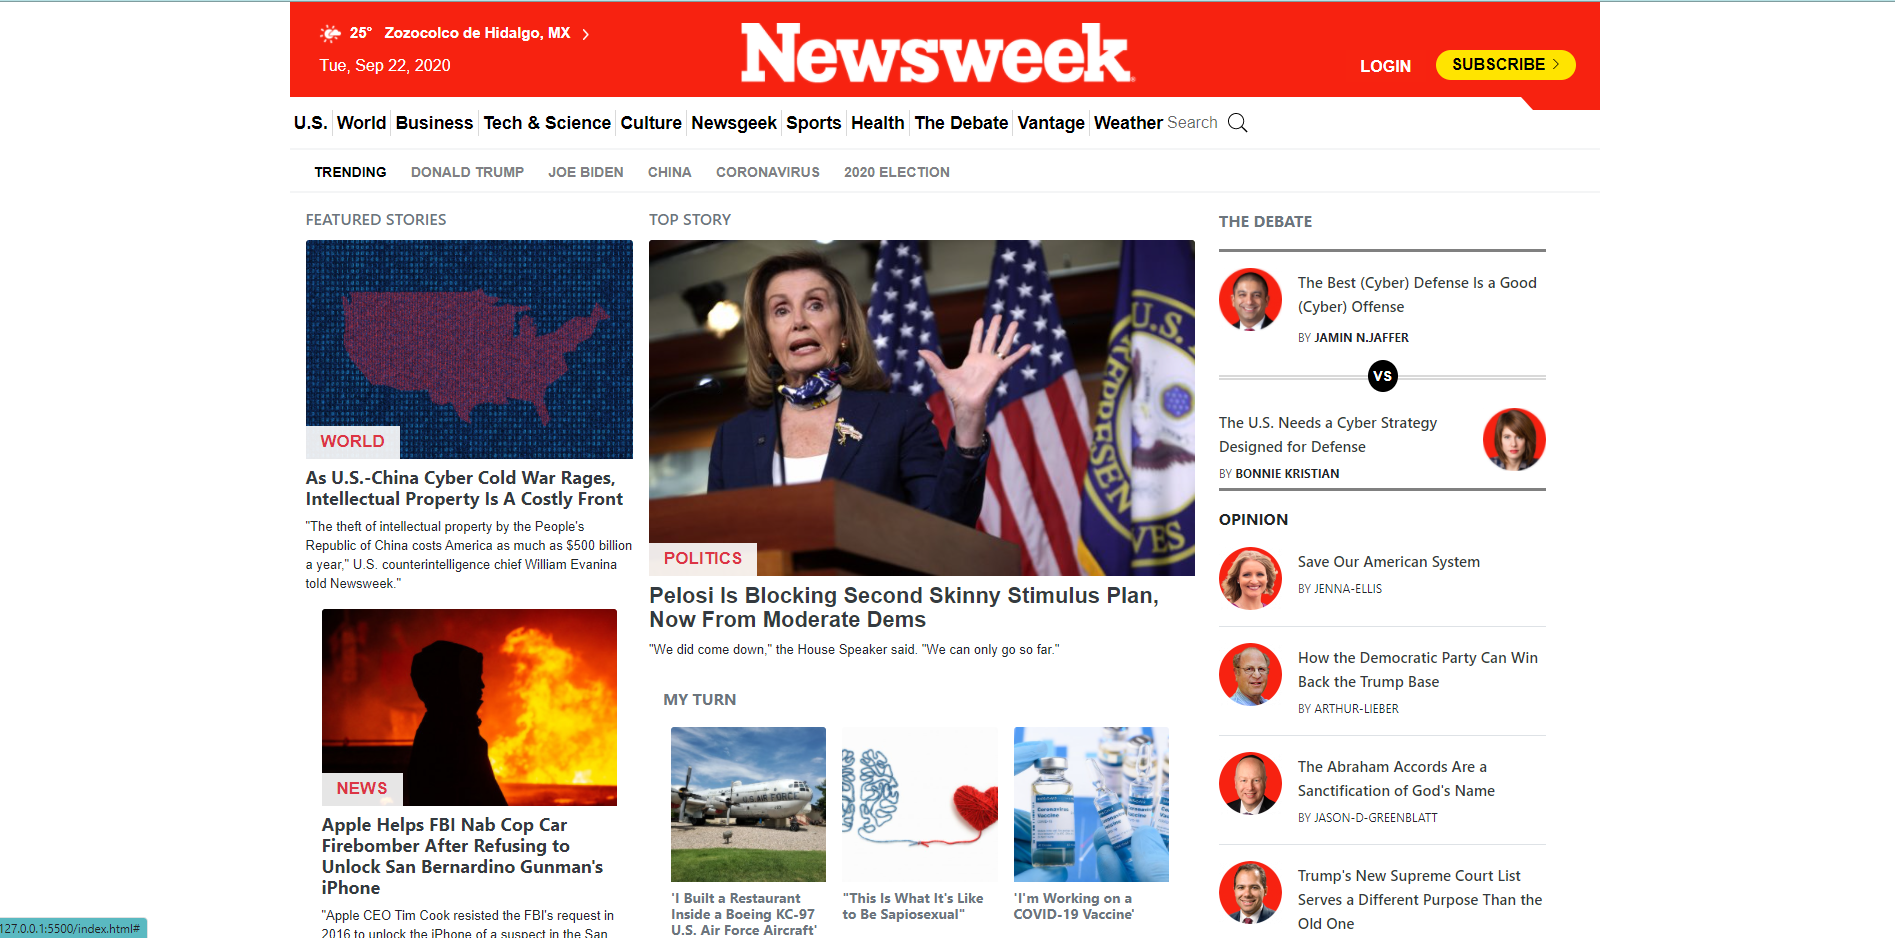 25° Zozocolco de Hidalgo, MX
Tue, Sep 22, 2020
Newsweek
LOGIN
SUBSCRIBE
U.S. World Business Tech & Science Culture Newsgeek Sports Health The Debate Vantage Weather Search
TRENDING DONALD TRUMP JOE BIDEN CHINA CORONAVIRUS 2020 ELECTION
FEATURED STORIES
WORLD
As U.S.-China Cyber Cold War Rages,
Intellectual Property Is A Costly Front
"The theft of intellectual property by the People's
Republic of China costs America as much as $500 billion
a year," U.S. counterintelligence chief William Evanina
told Newsweek."
NEWS
Apple Helps FBI Nab Cop Car
Firebomber After Refusing to
Unlock San Bernardino Gunman's
iPhone
"Apple CEO Tim Cook resisted the FBI's request in
2016 to unlock the iPhone of a suspect in the San
TOP STORY
U.S.
VES
POLITICS
Pelosi Is Blocking Second Skinny Stimulus Plan,
Now From Moderate Dems
"We did come down," the House Speaker said. "We can only go so far."
MY TURN
U.S. AIR FORCE
'I Built a Restaurant
Inside a Boeing KC-97
U.S. Air Force Aircraft'
"This Is What It's Like
to Be Sapiosexual"
Coronavirus
Vaccine
'I'm Working on a
COVID-19 Vaccine'
THE DEBATE
The Best (Cyber) Defense Is a Good
(Cyber) Offense
BY JAMIN N.JAFFER
VS
The U.S. Needs a Cyber Strategy
Designed for Defense
BY BONNIE KRISTIAN
OPINION
Save Our American System
BY JENNA-ELLIS
How the Democratic Party Can Win
Back the Trump Base
BY ARTHUR-LIEBER
The Abraham Accords Are a
Sanctification of God's Name
BY JASON-D-GREENBLATT
Trump's New Supreme Court List
Serves a Different Purpose Than the
Old One
127.0.0.1:5500/index.html#